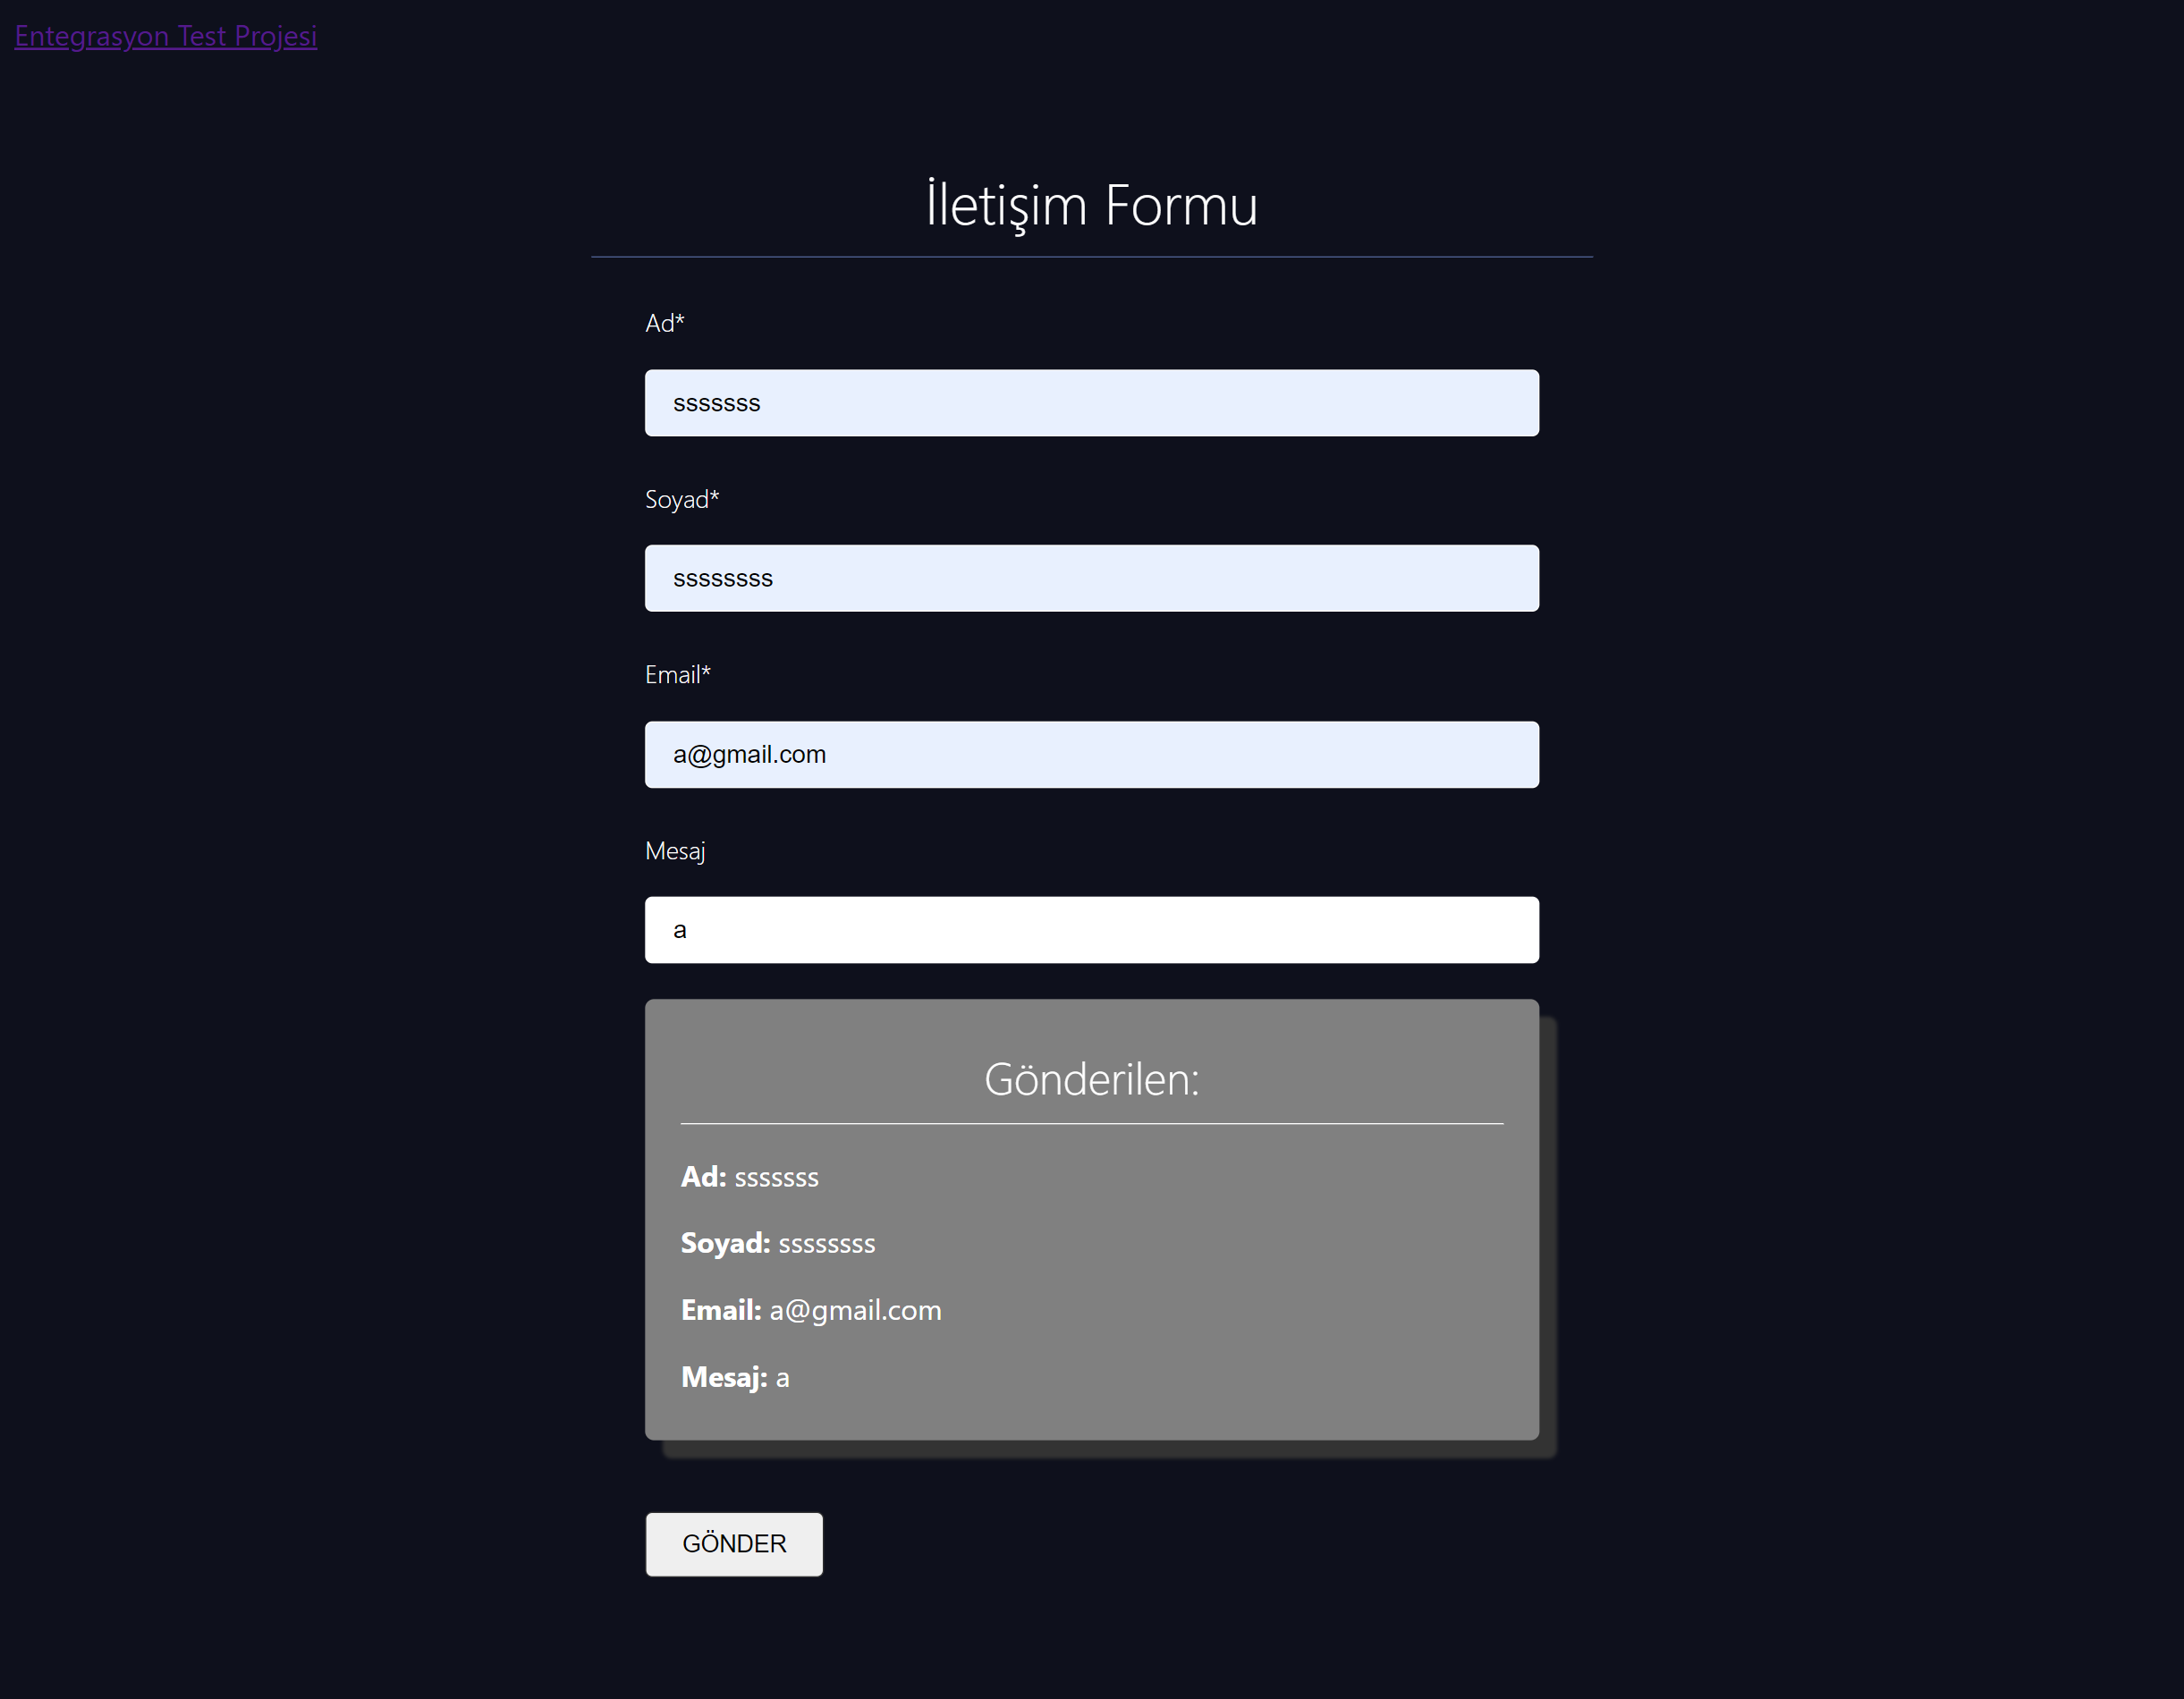 Entegrasyon Test Projesi
İletişim Formu
Ad*
sssssss
Soyad*
ssssssss
Email*
a@gmail.com
Mesaj
a
Gönderilen:
Ad: sssssss
Soyad: ssssssss
Email: a@gmail.com
Mesaj: a
GÖNDER